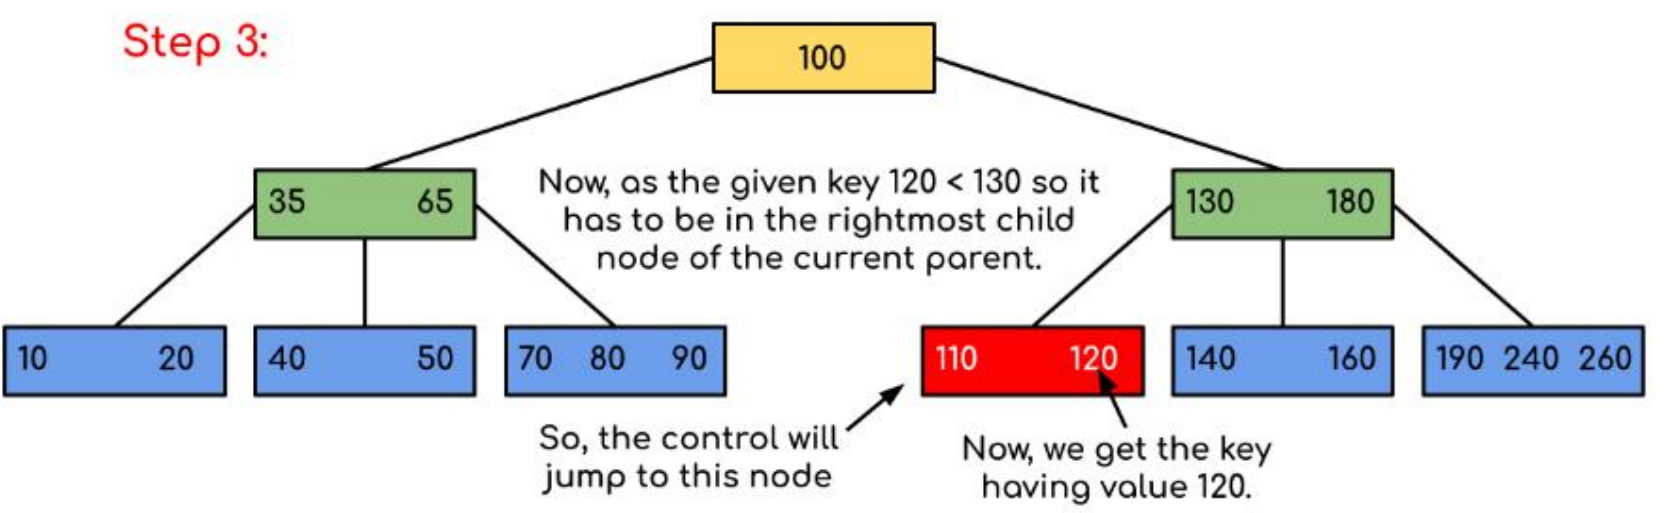 Step 3:
100
35 65
Now, as the given key 120 < 130 so it
has to be in the rightmost child
node of the current parent.
130 180
10 20
40 50
70 80 90
110 120
140 160
190 240 260
So, the control will
jump to this node
Now, we get the key
having value 120.